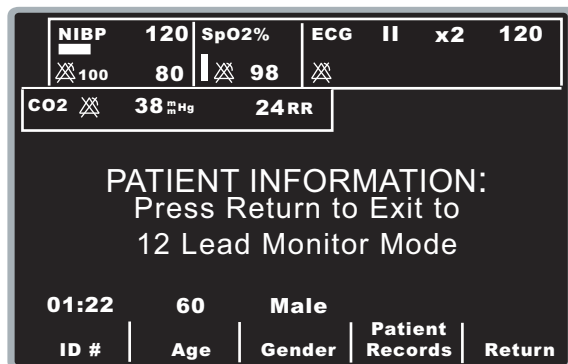 NIBP 120 SpO2% ECG II x2 120
100 80 98
CO2 38 mmHg 24 RR
PATIENT INFORMATION:
Press Return to Exit to
12 Lead Monitor Mode
01:22 60 Male
ID # Age Gender Patient Records Return